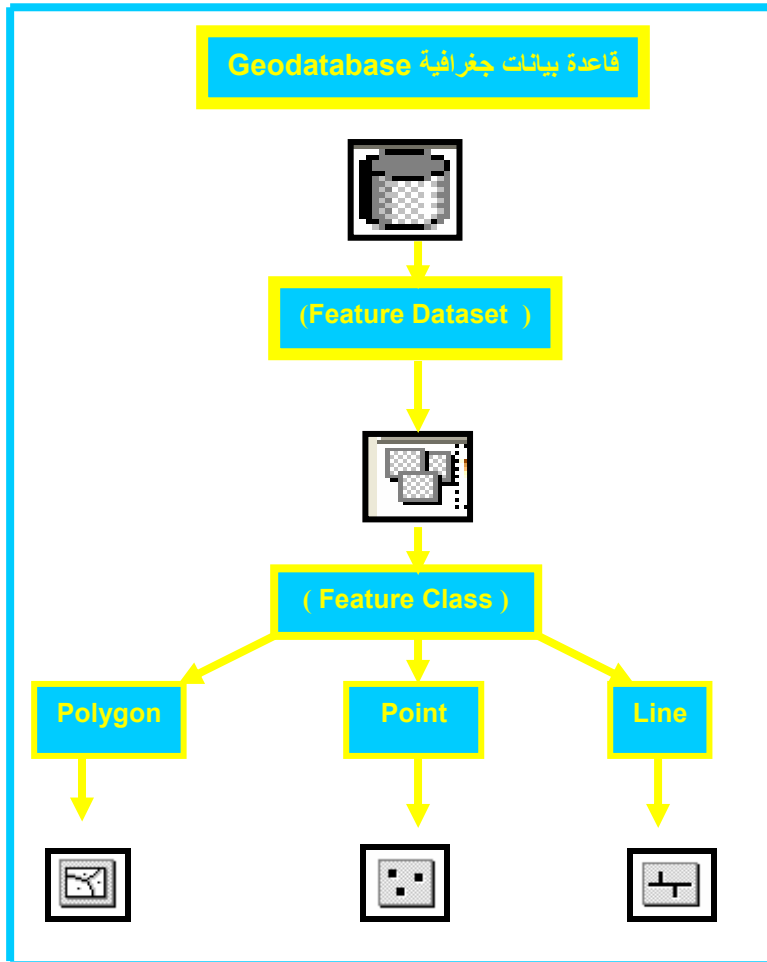 قاعدة بيانات جغرافية Geodatabase
(Feature Dataset )
( Feature Class )
Polygon
Point
Line